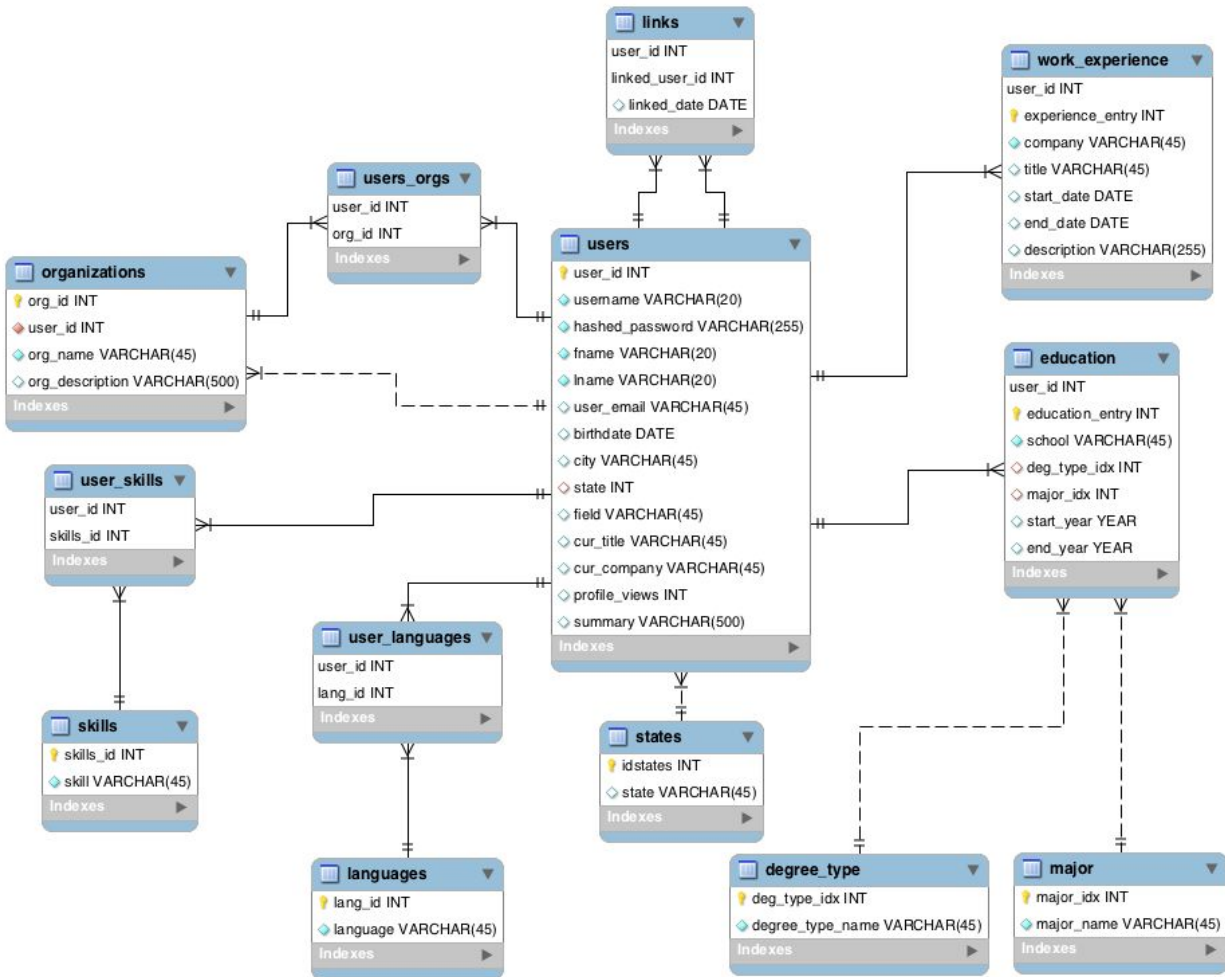 links
user_id INT
linked_user_id INT
linked_date DATE
Indexes
work_experience
user_id INT
experience_entry INT
company VARCHAR(45)
title VARCHAR(45)
start_date DATE
end_date DATE
description VARCHAR(255)
Indexes
users_orgs
user_id INT
org_id INT
Indexes
users
user_id INT
username VARCHAR(20)
hashed_password VARCHAR(255)
fname VARCHAR(20)
lname VARCHAR(20)
user_email VARCHAR(45)
birthdate DATE
city VARCHAR(45)
state INT
field VARCHAR(45)
cur_title VARCHAR(45)
cur_company VARCHAR(45)
profile_views INT
summary VARCHAR(500)
Indexes
organizations
org_id INT
user_id INT
org_name VARCHAR(45)
org_description VARCHAR(500)
Indexes
education
user_id INT
education_entry INT
school VARCHAR(45)
deg_type_idx INT
major_idx INT
start_year YEAR
end_year YEAR
Indexes
user_skills
user_id INT
skills_id INT
Indexes
user_languages
user_id INT
lang_id INT
Indexes
skills
skills_id INT
skill VARCHAR(45)
Indexes
states
idstates INT
state VARCHAR(45)
Indexes
languages
lang_id INT
language VARCHAR(45)
Indexes
degree_type
deg_type_idx INT
degree_type_name VARCHAR(45)
Indexes
major
major_idx INT
major_name VARCHAR(45)
Indexes